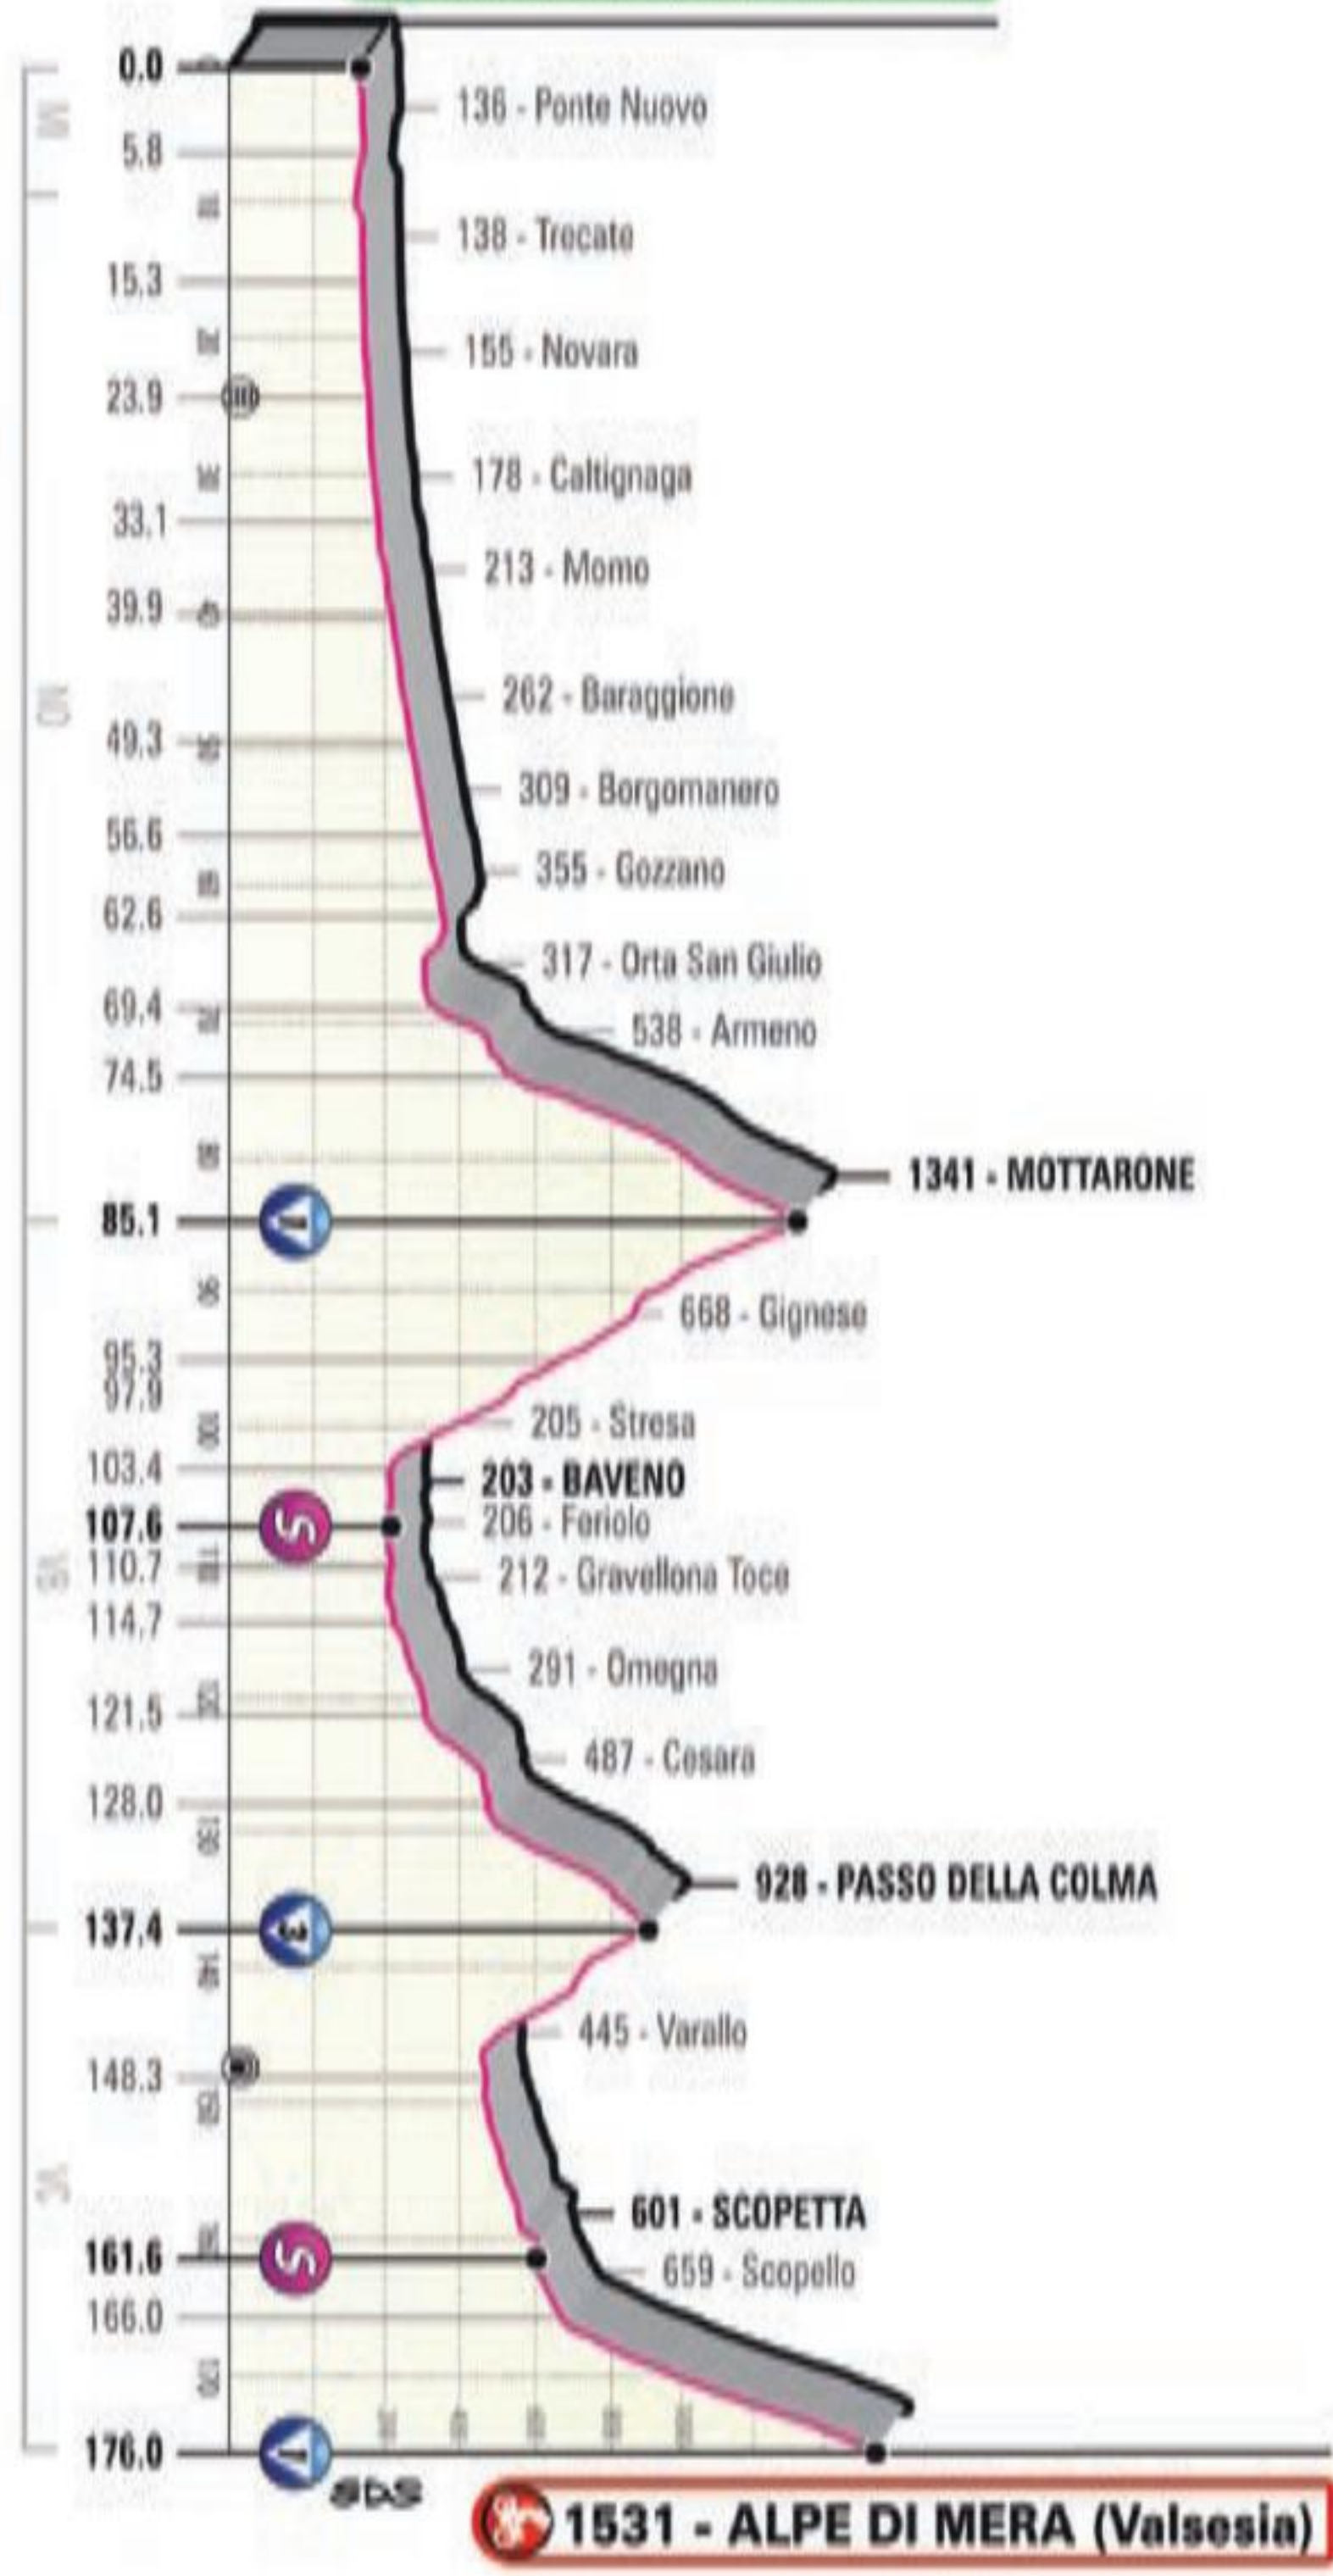 0.0
136 - Ponte Nuovo
5.8
138 - Trecate
15.3
155 - Novara
23.9
178 - Caltignaga
33.1
213 - Momo
39.9
262 - Baraggione
49.3
309 - Borgomanero
56.6
355 - Gozzano
62.6
317 - Orta San Giulio
69.4
538 - Armeno
74.5
1341 - MOTTARONE
85.1
1
668 - Gignese
95.3
97.9
205 - Stresa
103.4
203 - BAVENO
107.6
S
206 - Feriolo
110.7
212 - Gravellona Toce
114.7
291 - Omegna
121.5
487 - Cesara
128.0
928 - PASSO DELLA COLMA
137.4
3
445 - Varallo
148.3
601 - SCOPETTA
161.6
S
659 - Scopello
166.0
176.0
1
SDS
1531 - ALPE DI MERA (Valsesia)